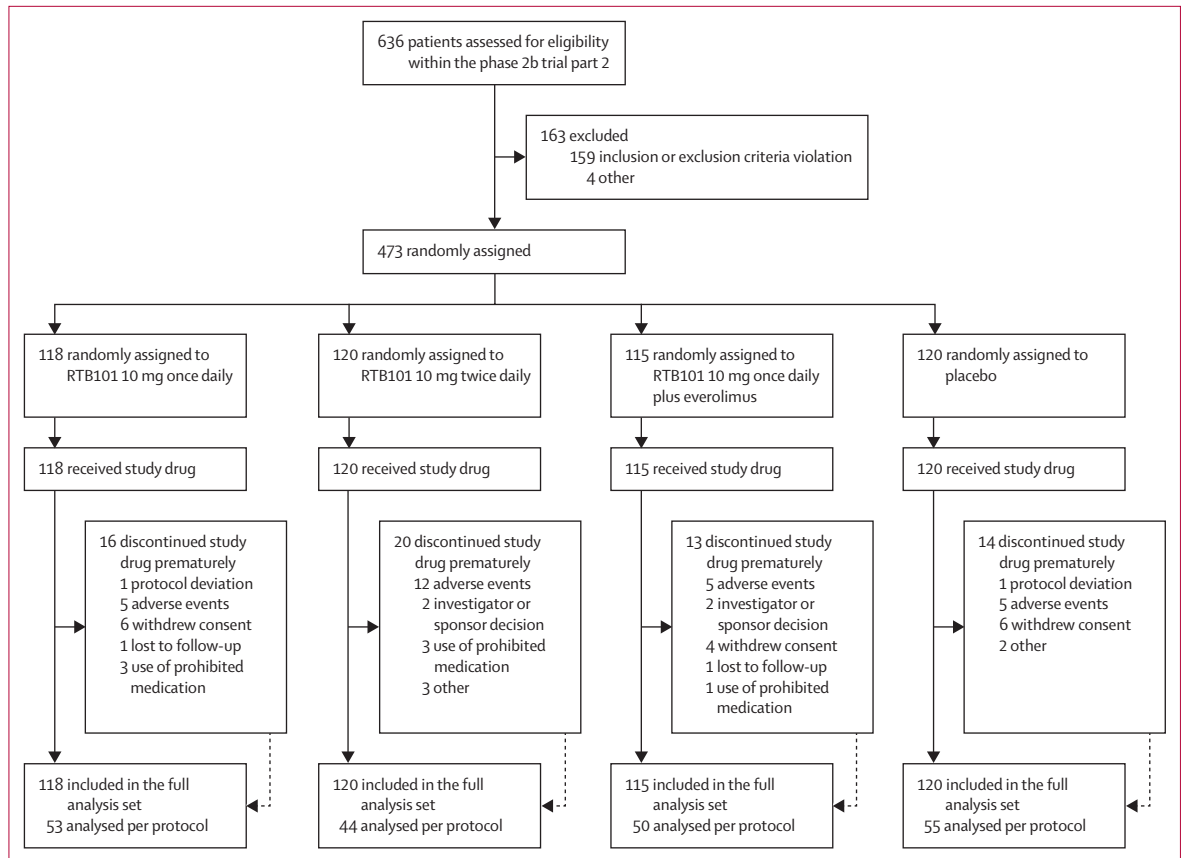 636 patients assessed for eligibility
within the phase 2b trial part 2
163 excluded
159 inclusion or exclusion criteria violation
4 other
473 randomly assigned
118 randomly assigned to
RTB101 10 mg once daily
120 randomly assigned to
RTB101 10 mg twice daily
115 randomly assigned to
RTB101 10 mg once daily
plus everolimus
120 randomly assigned to
placebo
118 received study drug
120 received study drug
115 received study drug
120 received study drug
16 discontinued study
drug prematurely
1 protocol deviation
5 adverse events
6 withdrew consent
1 lost to follow-up
3 use of prohibited
medication
20 discontinued study
drug prematurely
12 adverse events
2 investigator or
sponsor decision
3 use of prohibited
medication
3 other
13 discontinued study
drug prematurely
5 adverse events
2 investigator or
sponsor decision
4 withdrew consent
1 lost to follow-up
1 use of prohibited
medication
14 discontinued study
drug prematurely
1 protocol deviation
5 adverse events
6 withdrew consent
2 other
118 included in the full
analysis set
53 analysed per protocol
120 included in the full
analysis set
44 analysed per protocol
115 included in the full
analysis set
50 analysed per protocol
120 included in the full
analysis set
55 analysed per protocol